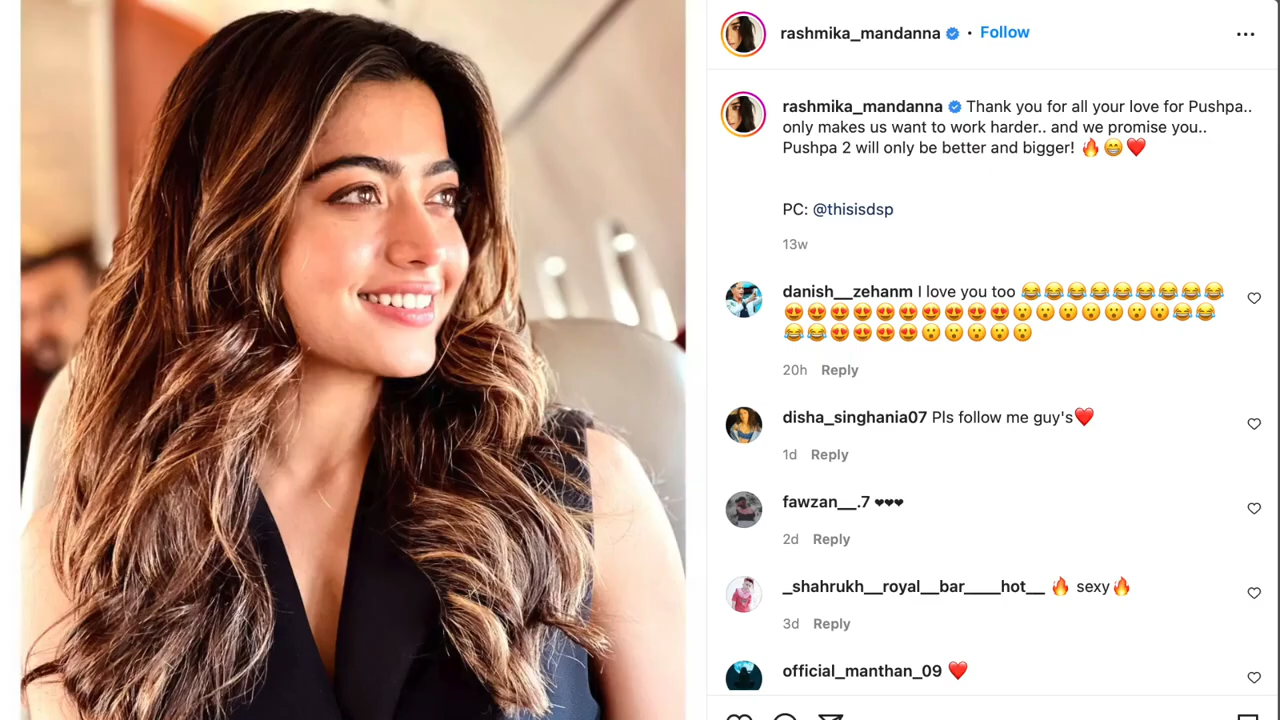 rashmika_mandanna • Follow
rashmika_mandanna Thank you for all your love for Pushpa..
only makes us want to work harder.. and we promise you..
Pushpa 2 will only be better and bigger! 🔥😁❤️
PC: @thisisdsp
13w
danish__zehanm I love you too 😂😂😂😂😂😂😂😂😂
😍😍😍😍😍😍😍😍😍😍😮😮😮😮😮😮😮😂😂
😂😂😍😍😍😍😮😮😮😮😮
20h Reply
disha_singhania07 Pls follow me guy's❤️
1d Reply
fawzan__.7 ❤❤❤
2d Reply
_shahrukh__royal__bar____hot__ 🔥 sexy🔥
3d Reply
official_manthan_09 ❤️